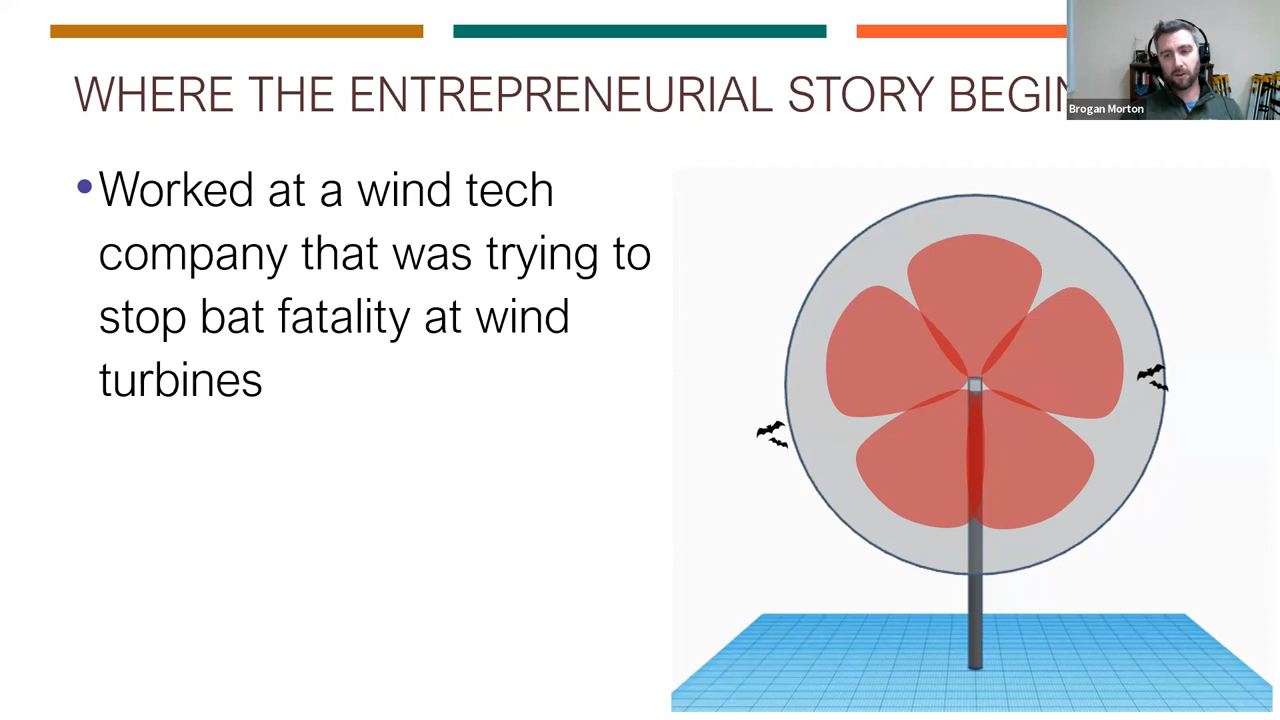 WHERE THE ENTREPRENEURIAL STORY BEGIN
Brogan Morton
•Worked at a wind tech
company that was trying to
stop bat fatality at wind
turbines